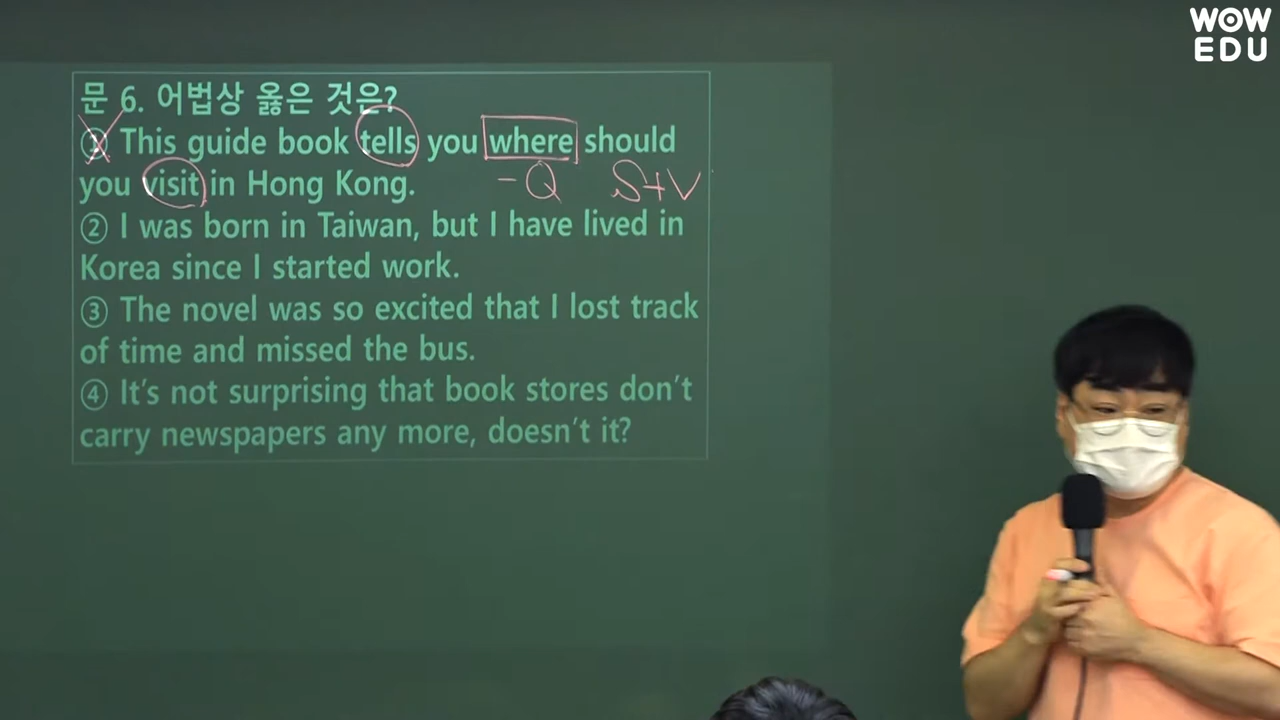 WOW
EDU
문 6. 어법상 옳은 것은?
① This guide book tells you where should
you visit in Hong Kong.
-Q S+V
② I was born in Taiwan, but I have lived in
Korea since I started work.
③ The novel was so excited that I lost track
of time and missed the bus.
④ It's not surprising that book stores don't
carry newspapers any more, doesn't it?